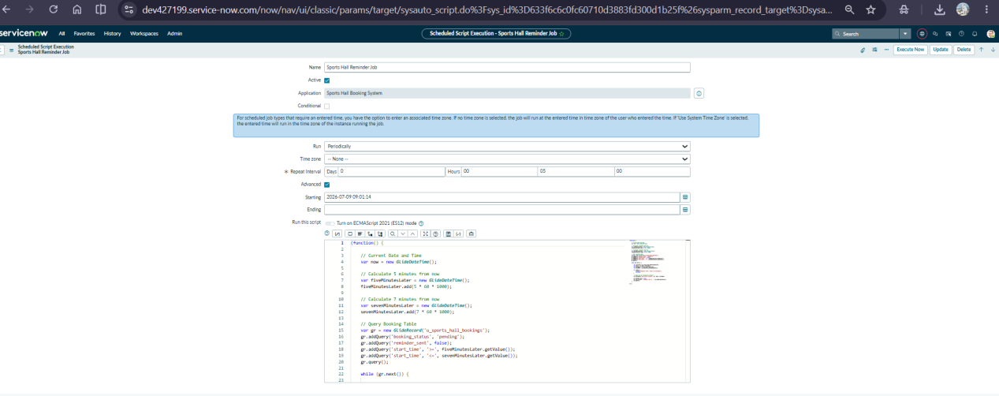 dev427199.service-now.com/now/nav/ui/classic/params/target/sysauto_script.do%3Fsys_id%3D633f6c6c0fc60710d3883fd300d1b25f%26sysparm_record_target%3Dsysa...
servicenow All Favorites History Workspaces Admin Scheduled Script Execution - Sports Hall Reminder Job Search
Scheduled Script Execution
Sports Hall Reminder Job
Execute Now Update Delete
Name Sports Hall Reminder Job
Active
Application Sports Hall Booking System
Conditional
For scheduled job types that require an entered time, you have the option to enter an associated time zone. If no time zone is selected, the job will run at the entered time in time zone of the user who entered the time. If 'Use System Time Zone' is selected,
the entered time will run in the time zone of the instance running the job.
Run Periodically
Time zone -- None --
Repeat Interval Days 0 Hours 00 05 00
Advanced
Starting 2026-07-09 09:01:14
Ending
Run this script Turn on ECMAScript 2021 (ES12) mode
1 (function() {
2
3 // Current Date and Time
4 var now = new GlideDateTime();
5
6 // Calculate 5 minutes from now
7 var fiveMinutesLater = new GlideDateTime();
8 fiveMinutesLater.add(5 * 60 * 1000);
9
10 // Calculate 7 minutes from now
11 var sevenMinutesLater = new GlideDateTime();
12 sevenMinutesLater.add(7 * 60 * 1000);
13
14 // Query Booking Table
15 var gr = new GlideRecord('u_sports_hall_bookings');
16 gr.addQuery('booking_status', 'pending');
17 gr.addQuery('reminder_sent', false);
18 gr.addQuery('start_time', '>=', fiveMinutesLater.getValue());
19 gr.addQuery('start_time', '<=', sevenMinutesLater.getValue());
20 gr.query();
21
22 while (gr.next()) {
23